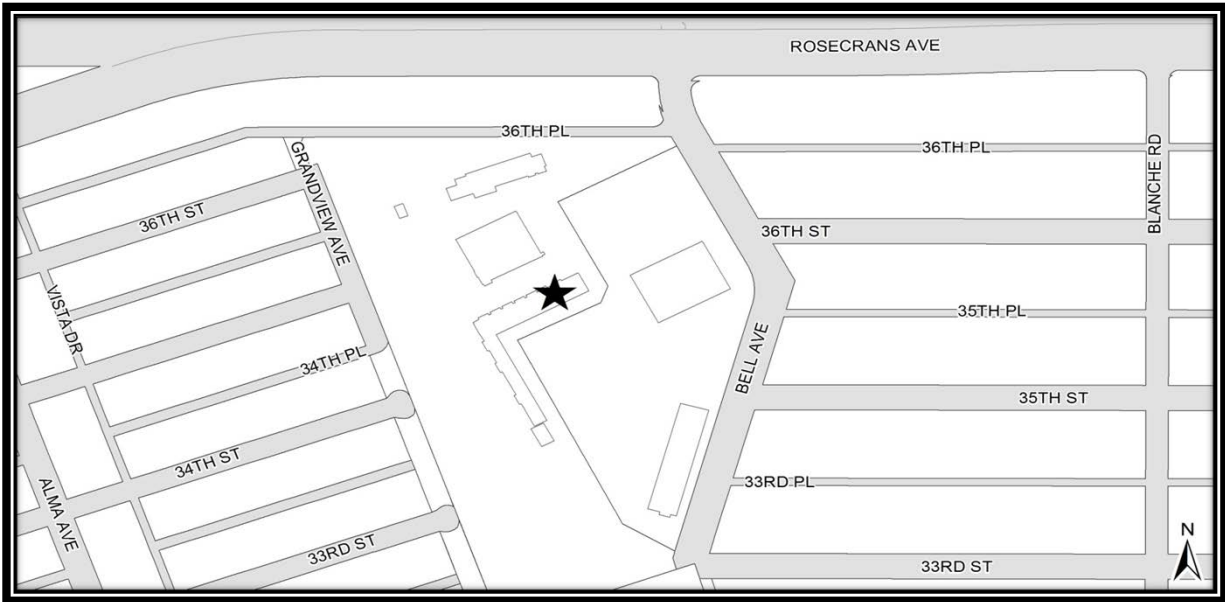 ROSECRANS AVE
36TH PL
36TH PL
BLANCHE RD
GRANDVIEW AVE
36TH ST
36TH ST
VISTA DR
35TH PL
34TH PL
BELL AVE
35TH ST
34TH ST
33RD PL
ALMA AVE
33RD ST
33RD ST
N